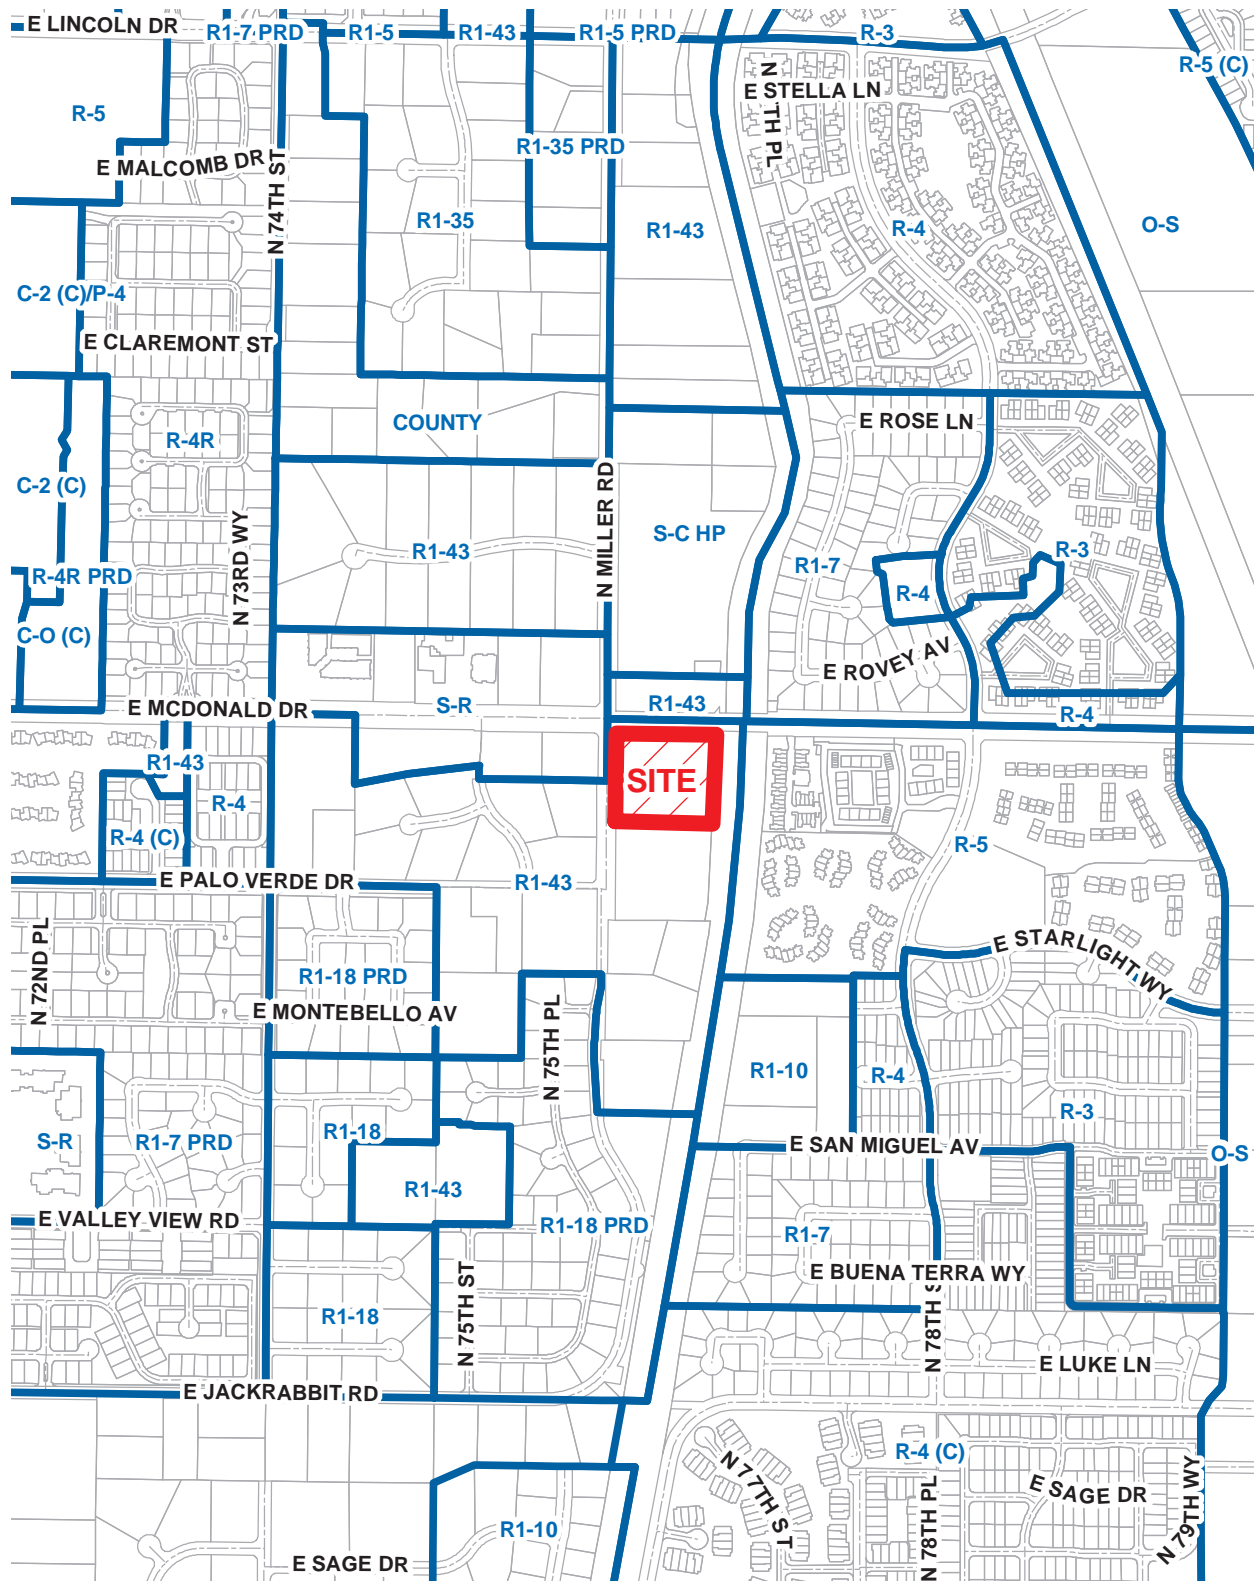 E LINCOLN DR
R1-7 PRD
R1-5
R1-43
R1-5 PRD
R-3
R-5 (C)
R-5
E STELLA LN
N
TH PL
E MALCOMB DR
N 74TH ST
R1-35 PRD
R1-35
R1-43
R-4
O-S
C-2 (C)/P-4
E CLAREMONT ST
COUNTY
E ROSE LN
R-4R
C-2 (C)
N 73RD WY
N MILLER RD
R1-43
S-C HP
R1-7
R-3
R-4R PRD
R-4
C-O (C)
E ROVEY AV
E MCDONALD DR
S-R
R1-43
R-4
R1-43
SITE
R-4
R-4 (C)
R-5
E PALO VERDE DR
R1-43
N 72ND PL
R1-18 PRD
E STARLIGHT WY
E MONTEBELLO AV
N 75TH PL
R1-10
R-4
R-3
S-R
R1-7 PRD
R1-18
E SAN MIGUEL AV
O-S
R1-43
E VALLEY VIEW RD
R1-18 PRD
R1-7
E BUENA TERRA WY
R1-18
N 75TH ST
N 78TH S
E LUKE LN
E JACKRABBIT RD
R-4 (C)
N 77TH ST
N 78TH PL
E SAGE DR
N 79TH WY
R1-10
E SAGE DR